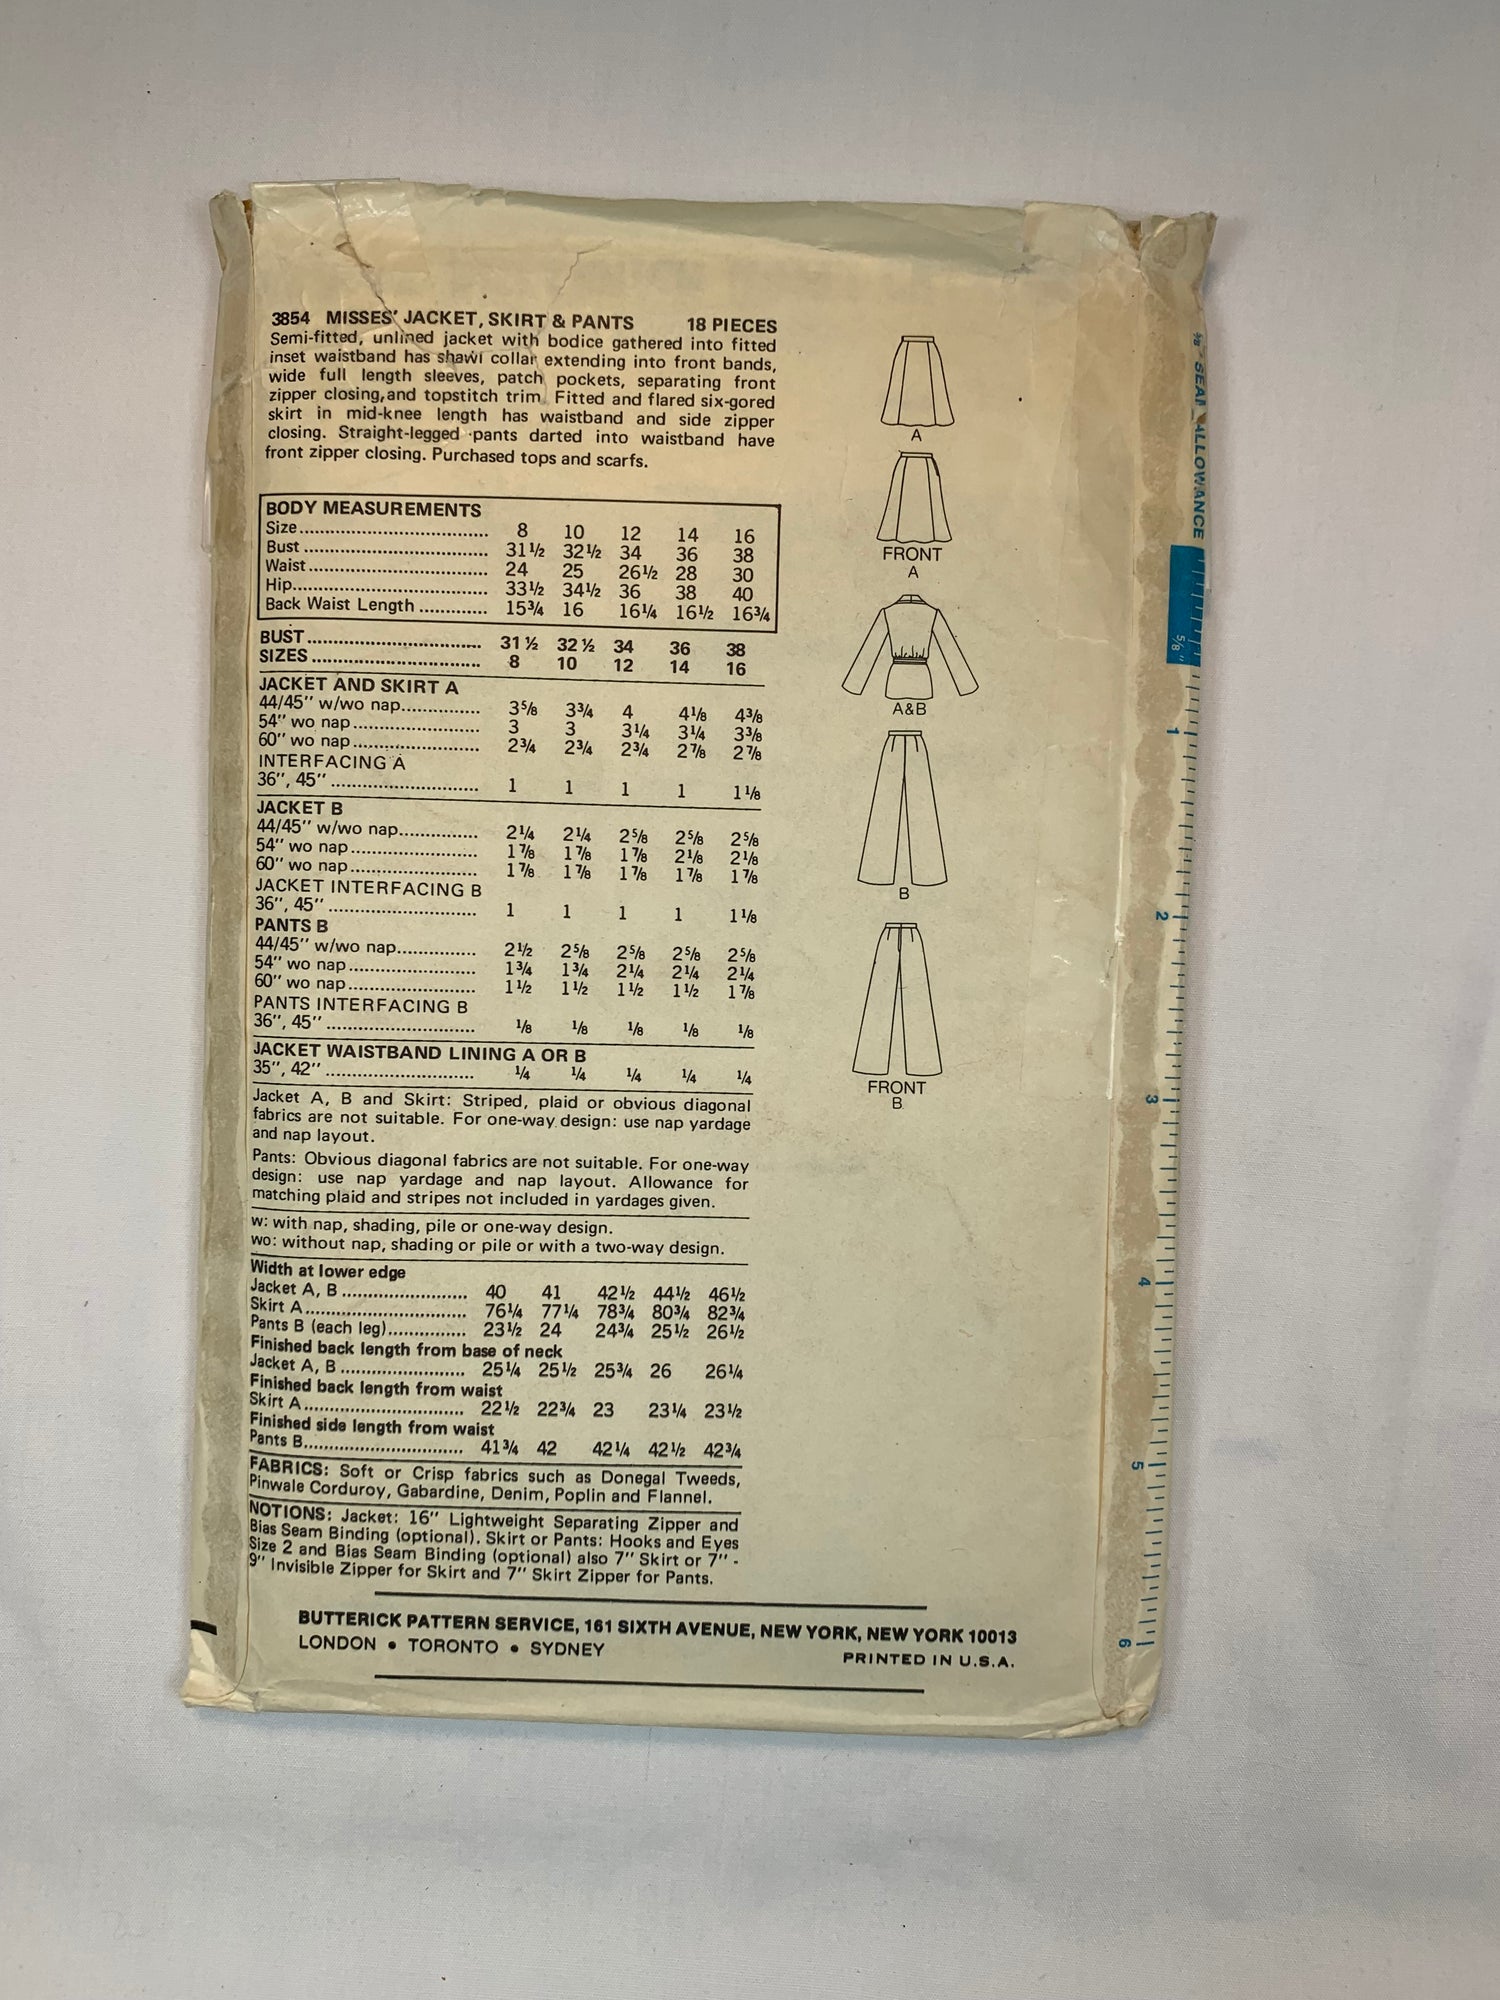 3854 MISSES' JACKET, SKIRT & PANTS 18 PIECES
Semi-fitted, unlined jacket with bodice gathered into fitted
inset waistband has shawl collar extending into front bands,
wide full length sleeves, patch pockets, separating front
zipper closing, and topstitch trim. Fitted and flared six-gored
skirt in mid-knee length has waistband and side zipper
closing. Straight-legged pants darted into waistband have
front zipper closing. Purchased tops and scarfs.
BODY MEASUREMENTS
Size 8 10 12 14 16
Bust 31½ 32½ 34 36 38
Waist 24 25 26½ 28 30
Hip 33½ 34½ 36 38 40
Back Waist Length 15¾ 16 16¼ 16½ 16¾
BUST 31½ 32½ 34 36 38
SIZES 8 10 12 14 16
JACKET AND SKIRT A
44/45" w/wo nap 3⅝ 3¾ 4 4⅛ 4⅜
54" wo nap 3 3 3¼ 3¼ 3⅜
60" wo nap 2¾ 2¾ 2¾ 2⅞ 2⅞
INTERFACING A
36", 45" 1 1 1 1 1⅛
JACKET B
44/45" w/wo nap 2¼ 2¼ 2⅝ 2⅝ 2⅝
54" wo nap 1⅞ 1⅞ 1⅞ 2⅛ 2⅛
60" wo nap 1⅞ 1⅞ 1⅞ 1⅞ 1⅞
JACKET INTERFACING B
36", 45" 1 1 1 1 1⅛
PANTS B
44/45" w/wo nap 2½ 2⅝ 2⅝ 2⅝ 2⅝
54" wo nap 1¾ 1¾ 2¼ 2¼ 2¼
60" wo nap 1½ 1½ 1½ 1½ 1⅞
PANTS INTERFACING B
36", 45" ⅛ ⅛ ⅛ ⅛ ⅛
JACKET WAISTBAND LINING A OR B
35", 42" ¼ ¼ ¼ ¼ ¼
Jacket A, B and Skirt: Striped, plaid or obvious diagonal
fabrics are not suitable. For one-way design: use nap yardage
and nap layout.
Pants: Obvious diagonal fabrics are not suitable. For one-way
design: use nap yardage and nap layout. Allowance for
matching plaid and stripes not included in yardages given.
w: with nap, shading, pile or one-way design.
wo: without nap, shading or pile or with a two-way design.
Width at lower edge
Jacket A, B 40 41 42½ 44½ 46½
Skirt A 76¼ 77¼ 78¾ 80¾ 82¾
Pants B (each leg) 23½ 24 24¾ 25½ 26½
Finished back length from base of neck
Jacket A, B 25¼ 25½ 25¾ 26 26¼
Finished back length from waist
Skirt A 22½ 22¾ 23 23¼ 23½
Finished side length from waist
Pants B 41¾ 42 42¼ 42½ 42¾
FABRICS: Soft or Crisp fabrics such as Donegal Tweeds,
Pinwale Corduroy, Gabardine, Denim, Poplin and Flannel.
NOTIONS: Jacket: 16" Lightweight Separating Zipper and
Bias Seam Binding (optional). Skirt or Pants: Hooks and Eyes
Size 2 and Bias Seam Binding (optional) also 7" Skirt or 7" -
9" Invisible Zipper for Skirt and 7" Skirt Zipper for Pants.
BUTTERICK PATTERN SERVICE, 161 SIXTH AVENUE, NEW YORK, NEW YORK 10013
LONDON • TORONTO • SYDNEY
PRINTED IN U.S.A.
A
FRONT
A
A&B
B
FRONT
B
⅝" SEAM ALLOWANCE
5/8"
1
2
3
4
5
6